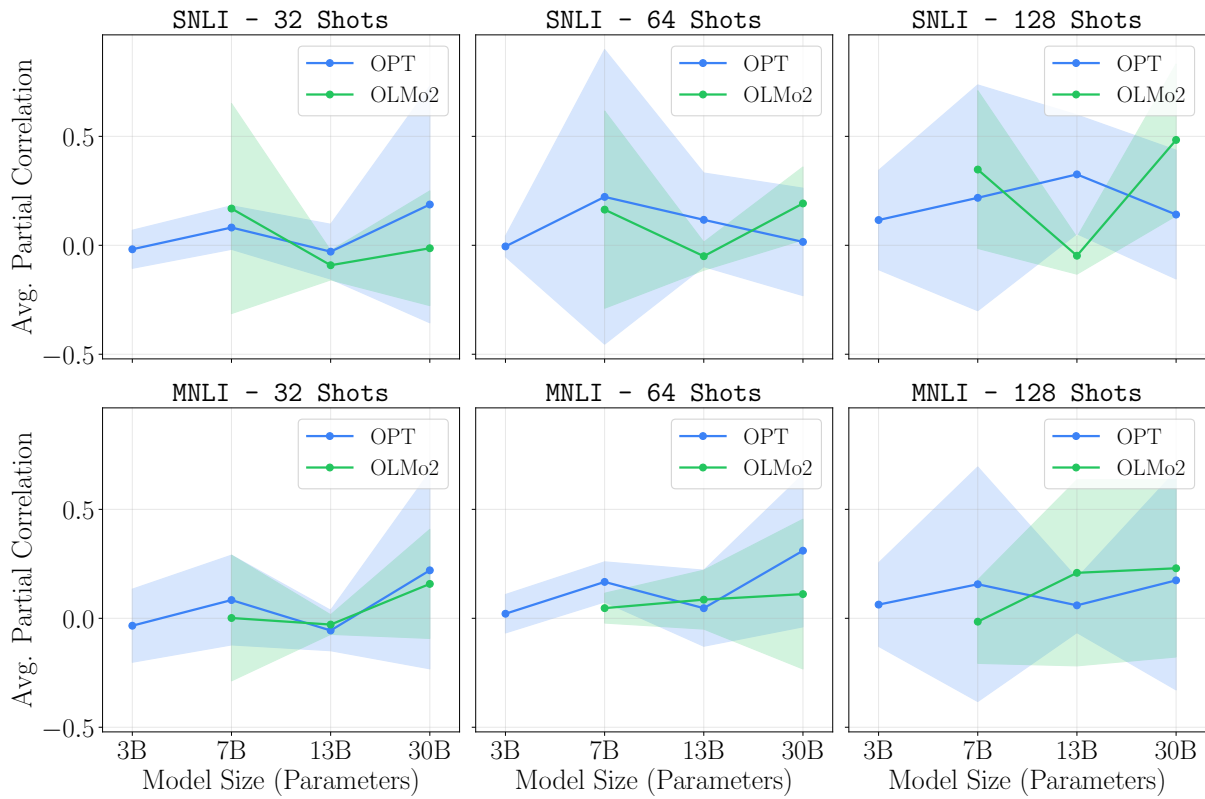 SNLI - 32 Shots
SNLI - 64 Shots
SNLI - 128 Shots
Avg. Partial Correlation
0.5
0.0
−0.5
OPT
OLMo2
OPT
OLMo2
OPT
OLMo2
MNLI - 32 Shots
MNLI - 64 Shots
MNLI - 128 Shots
Avg. Partial Correlation
0.5
0.0
−0.5
OPT
OLMo2
OPT
OLMo2
OPT
OLMo2
3B 7B 13B 30B
3B 7B 13B 30B
3B 7B 13B 30B
Model Size (Parameters)
Model Size (Parameters)
Model Size (Parameters)